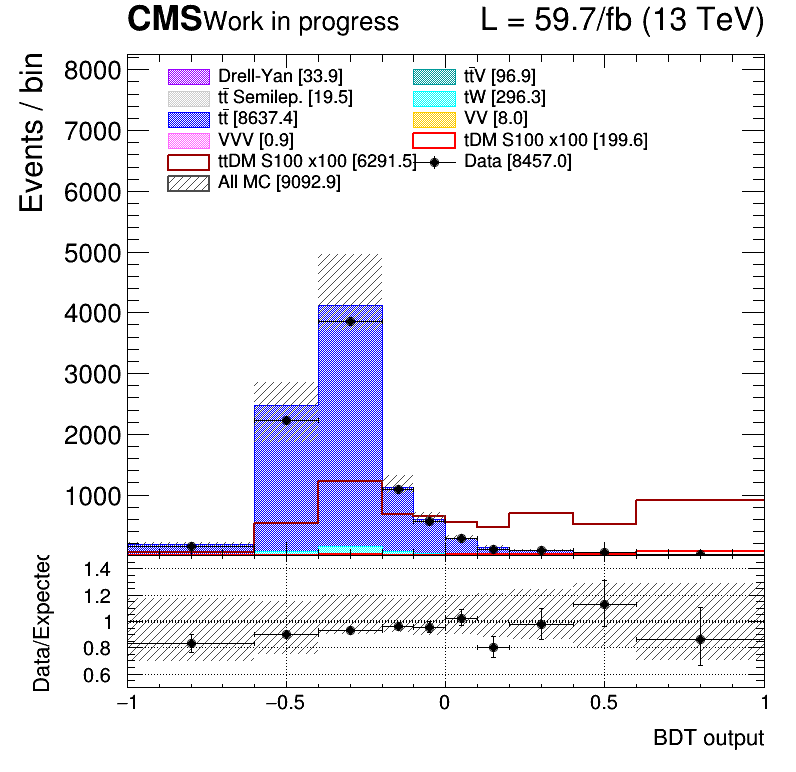 CMS Work in progress L = 59.7/fb (13 TeV)
Events / bin
8000
7000
6000
5000
4000
3000
2000
1000
Drell-Yan [33.9] tt̄V [96.9]
tt̄ Semilep. [19.5] tW [296.3]
tt̄ [8637.4] VV [8.0]
VVV [0.9] tDM S100 x100 [199.6]
ttDM S100 x100 [6291.5] Data [8457.0]
All MC [9092.9]
Data/Expected
1.4
1.2
1
0.8
0.6
−1 −0.5 0 0.5 1
BDT output